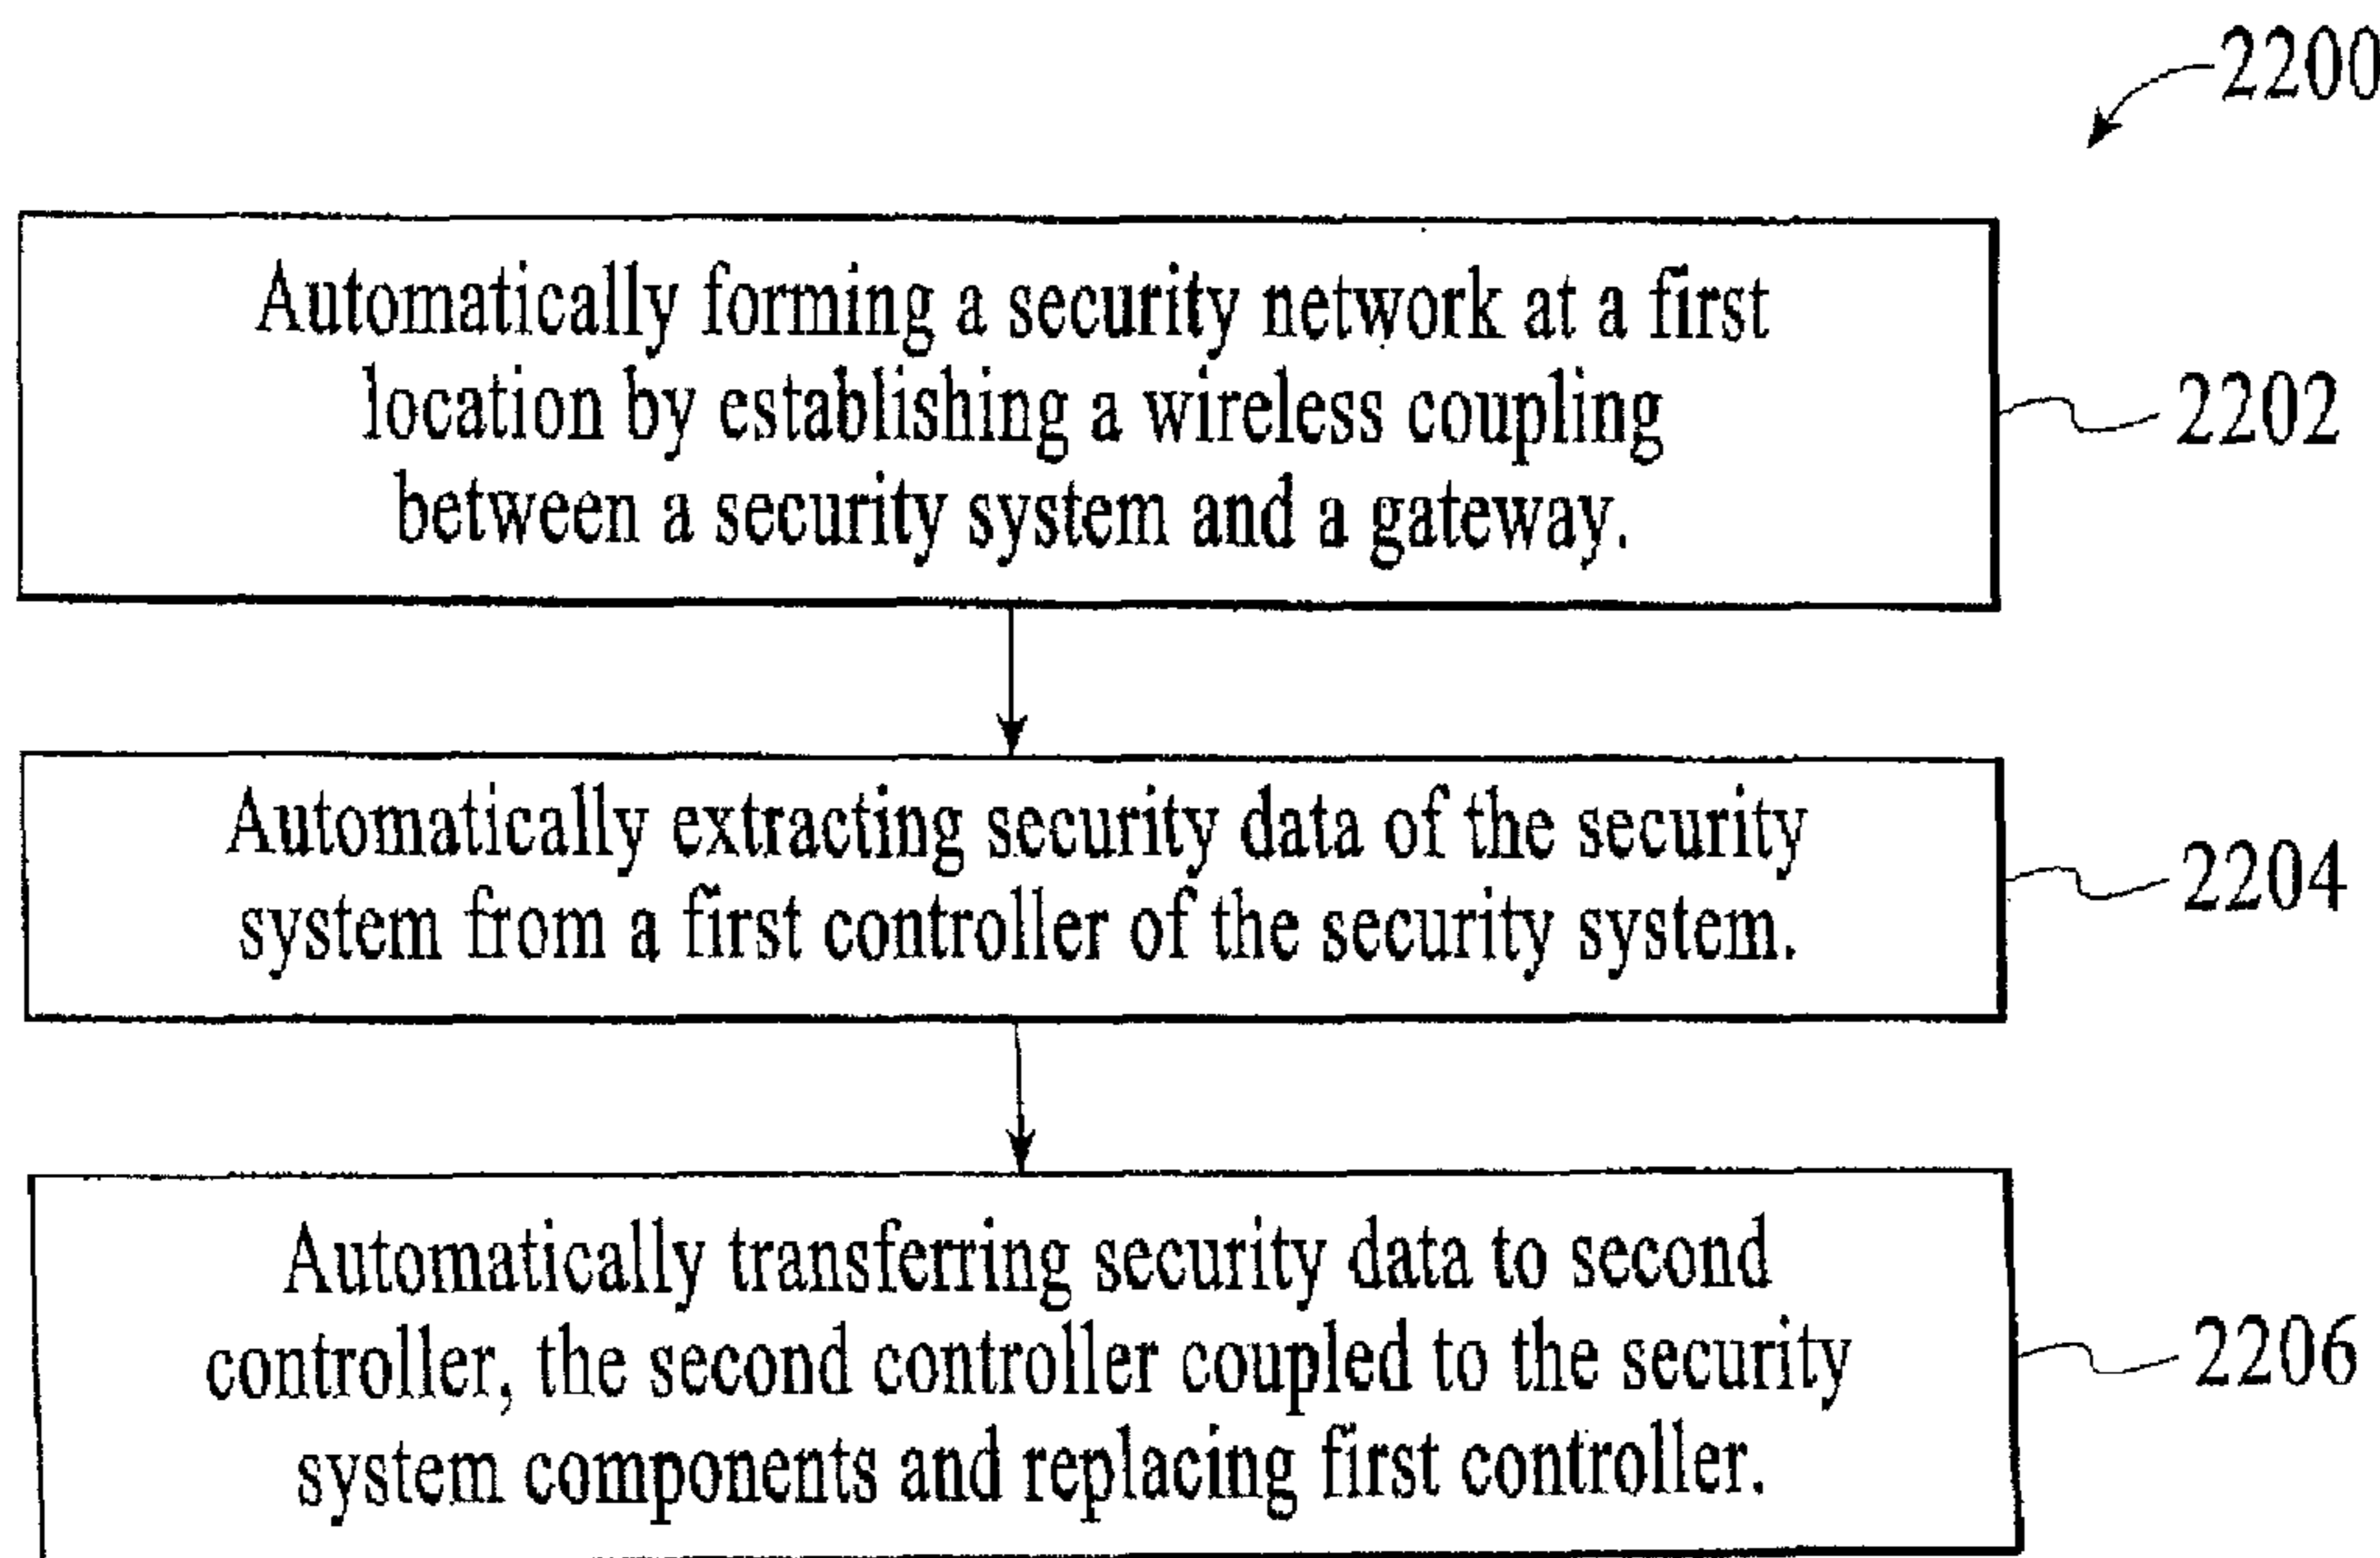 2200
Automatically forming a security network at a first
location by establishing a wireless coupling
between a security system and a gateway.
2202
Automatically extracting security data of the security
system from a first controller of the security system.
2204
Automatically transferring security data to second
controller, the second controller coupled to the security
system components and replacing first controller.
2206